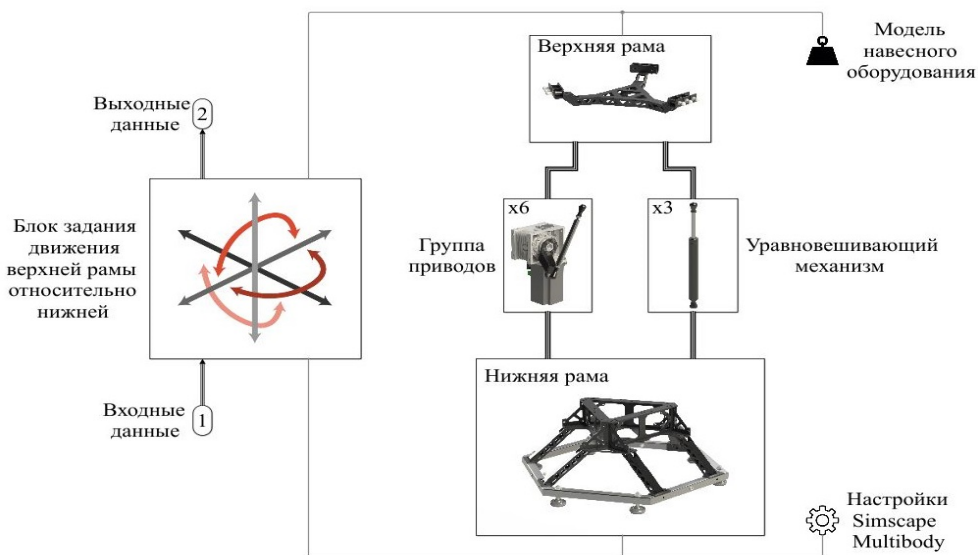 Верхняя рама
Модель
навесного
оборудования
Выходные
данные
2
Блок задания
движения
верхней рамы
относительно
нижней
x6
Группа
приводов
x3
Уравновешивающий
механизм
Входные
данные
1
Нижняя рама
Настройки
Simscape
Multibody